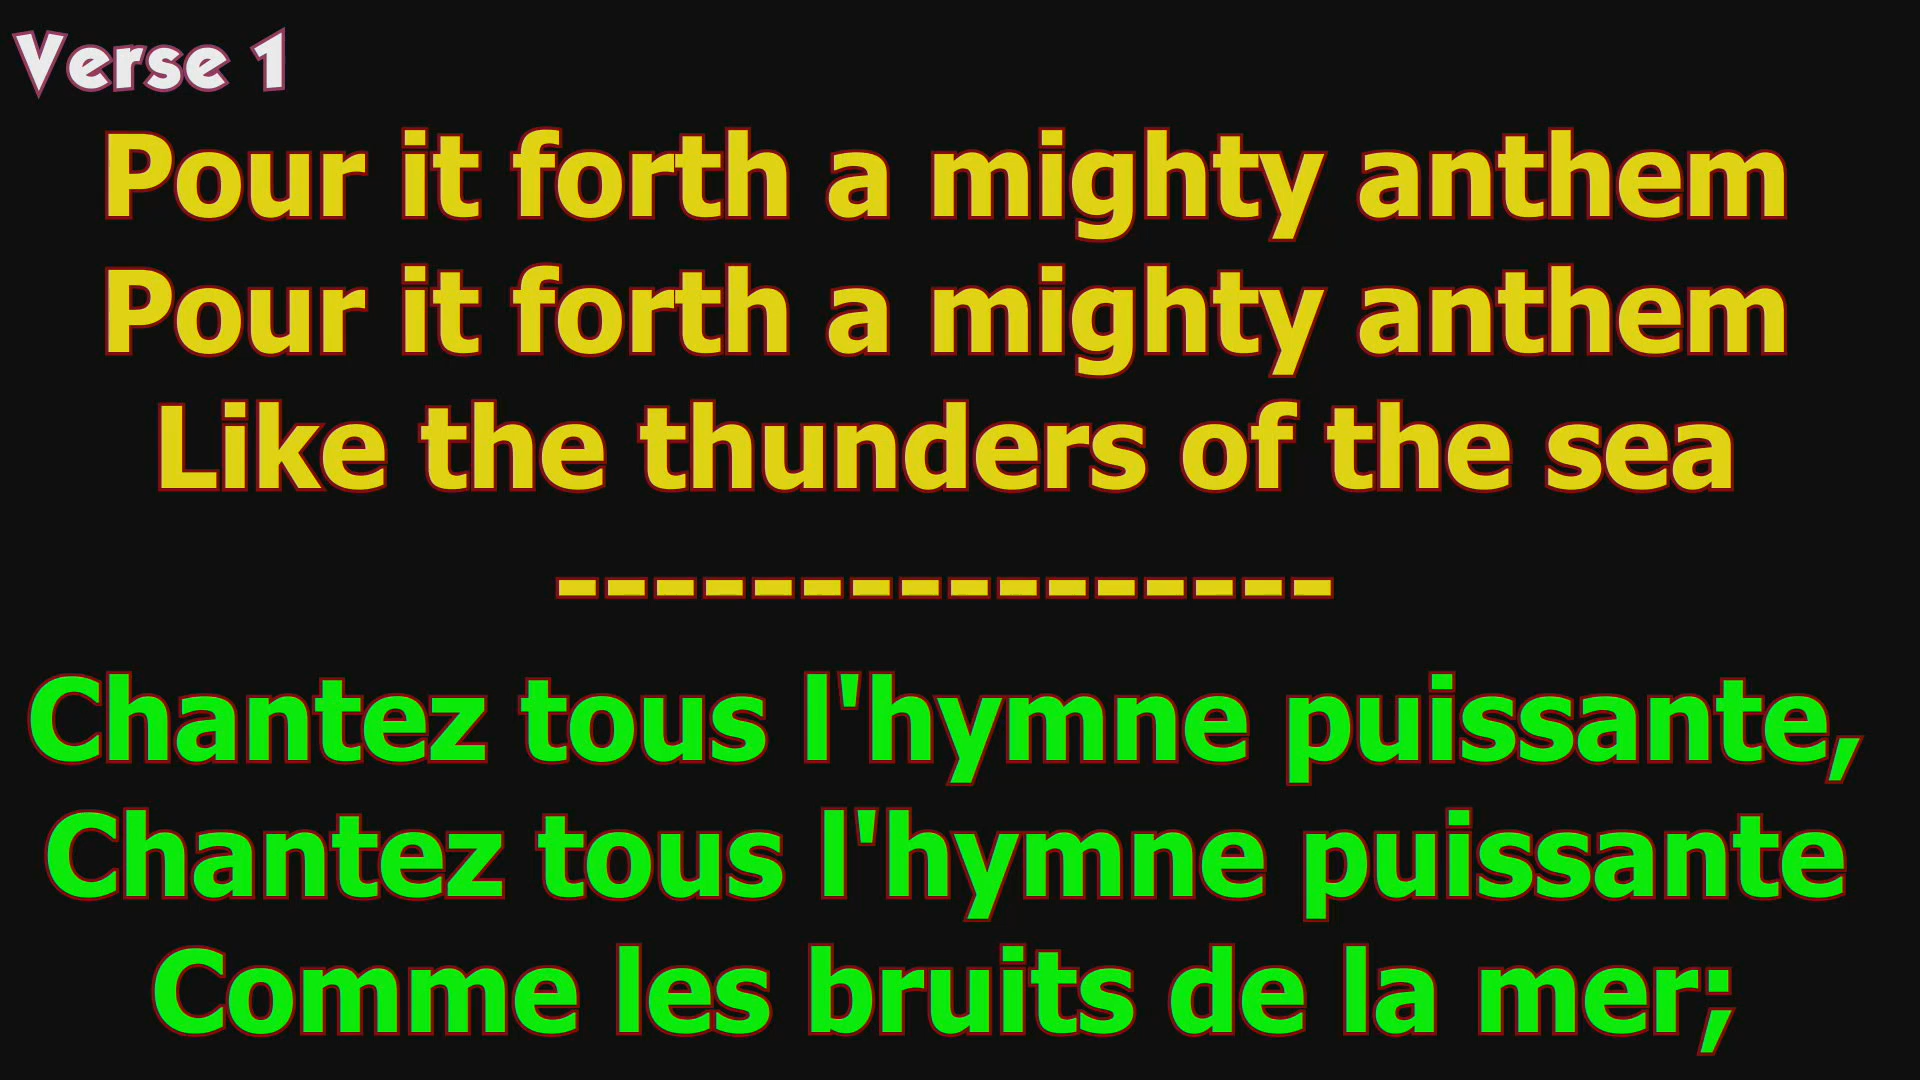 Verse 1
Pour it forth a mighty anthem
Pour it forth a mighty anthem
Like the thunders of the sea
----------------
Chantez tous l'hymne puissante,
Chantez tous l'hymne puissante
Comme les bruits de la mer;